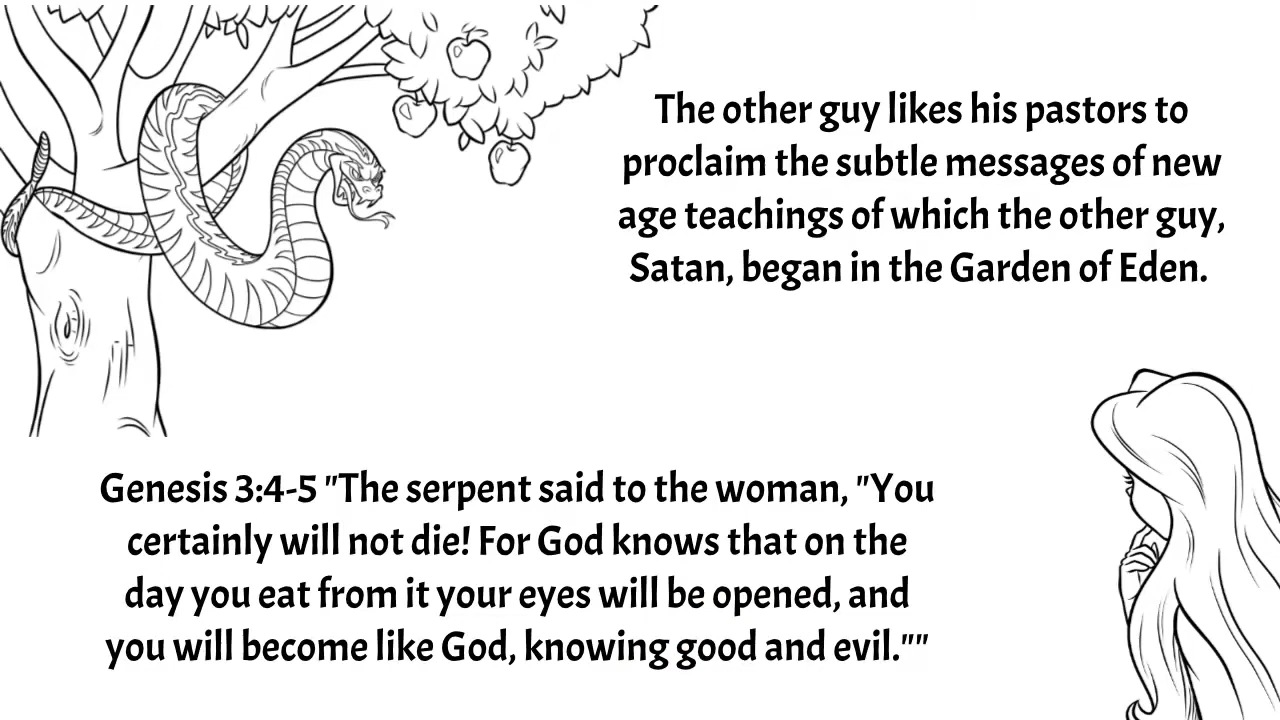 The other guy likes his pastors to
proclaim the subtle messages of new
age teachings of which the other guy,
Satan, began in the Garden of Eden.
Genesis 3:4-5 "The serpent said to the woman, "You
certainly will not die! For God knows that on the
day you eat from it your eyes will be opened, and
you will become like God, knowing good and evil.""